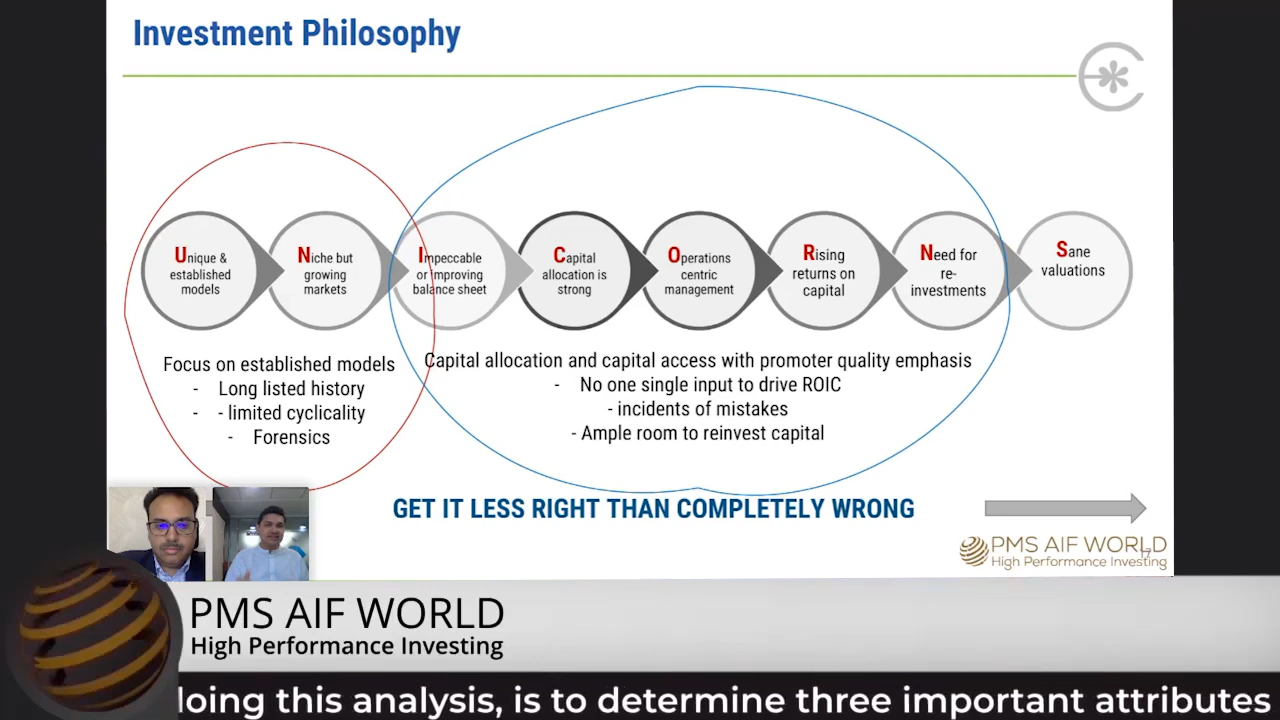 Investment Philosophy
Unique &
established
models
Niche but
growing
markets
Impeccable
or improving
balance sheet
Capital
allocation is
strong
Operations
centric
management
Rising
returns on
capital
Need for
re-
investments
Sane
valuations
Focus on established models
- Long listed history
- - limited cyclicality
- Forensics
Capital allocation and capital access with promoter quality emphasis
- No one single input to drive ROIC
- incidents of mistakes
- Ample room to reinvest capital
GET IT LESS RIGHT THAN COMPLETELY WRONG
PMS AIF WORLD
High Performance Investing
17
PMS AIF WORLD
High Performance Investing
loing this analysis, is to determine three important attributes